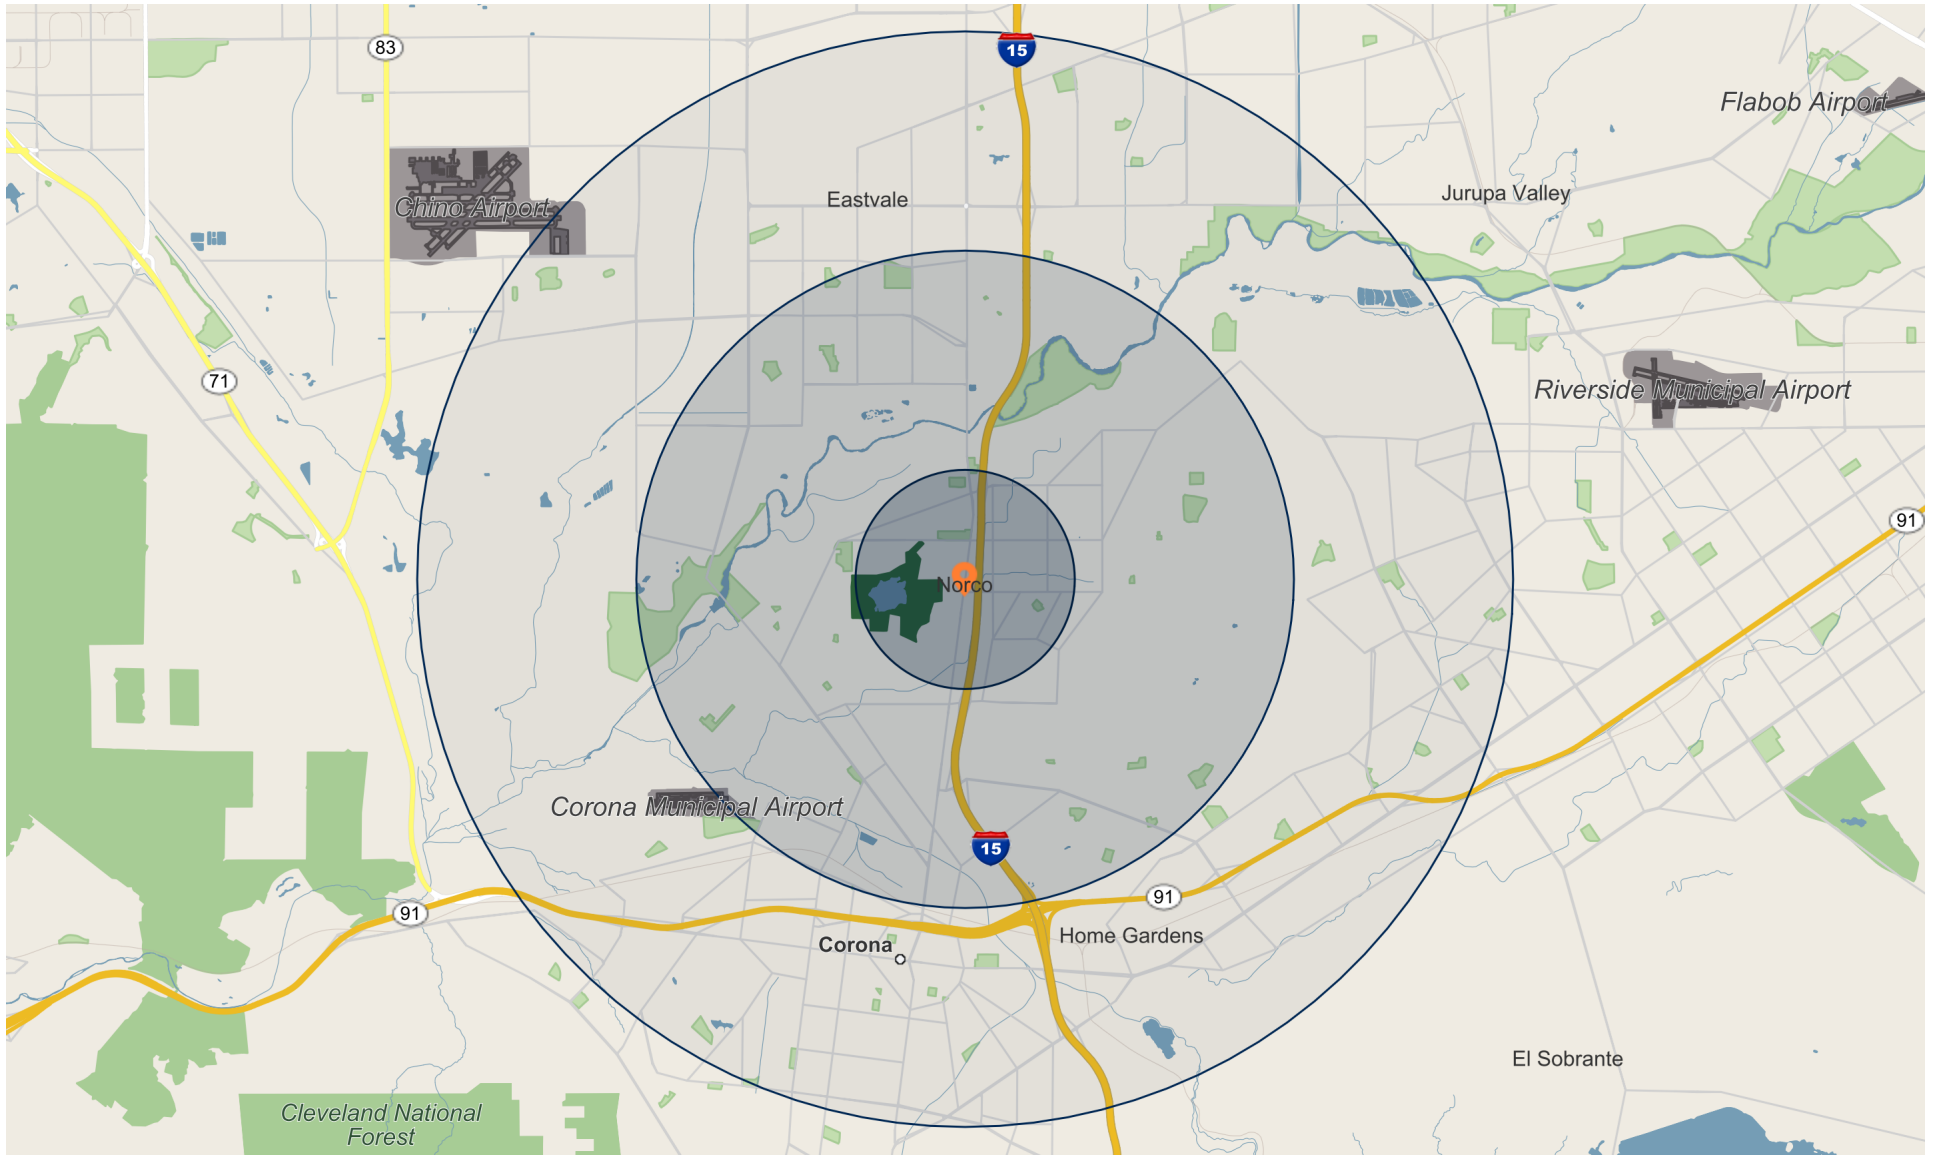 83
15
Flabob Airport
Eastvale
Jurupa Valley
Chino Airport
71
Riverside Municipal Airport
91
Norco
Corona Municipal Airport
15
91
91
Corona
Home Gardens
El Sobrante
Cleveland National
Forest